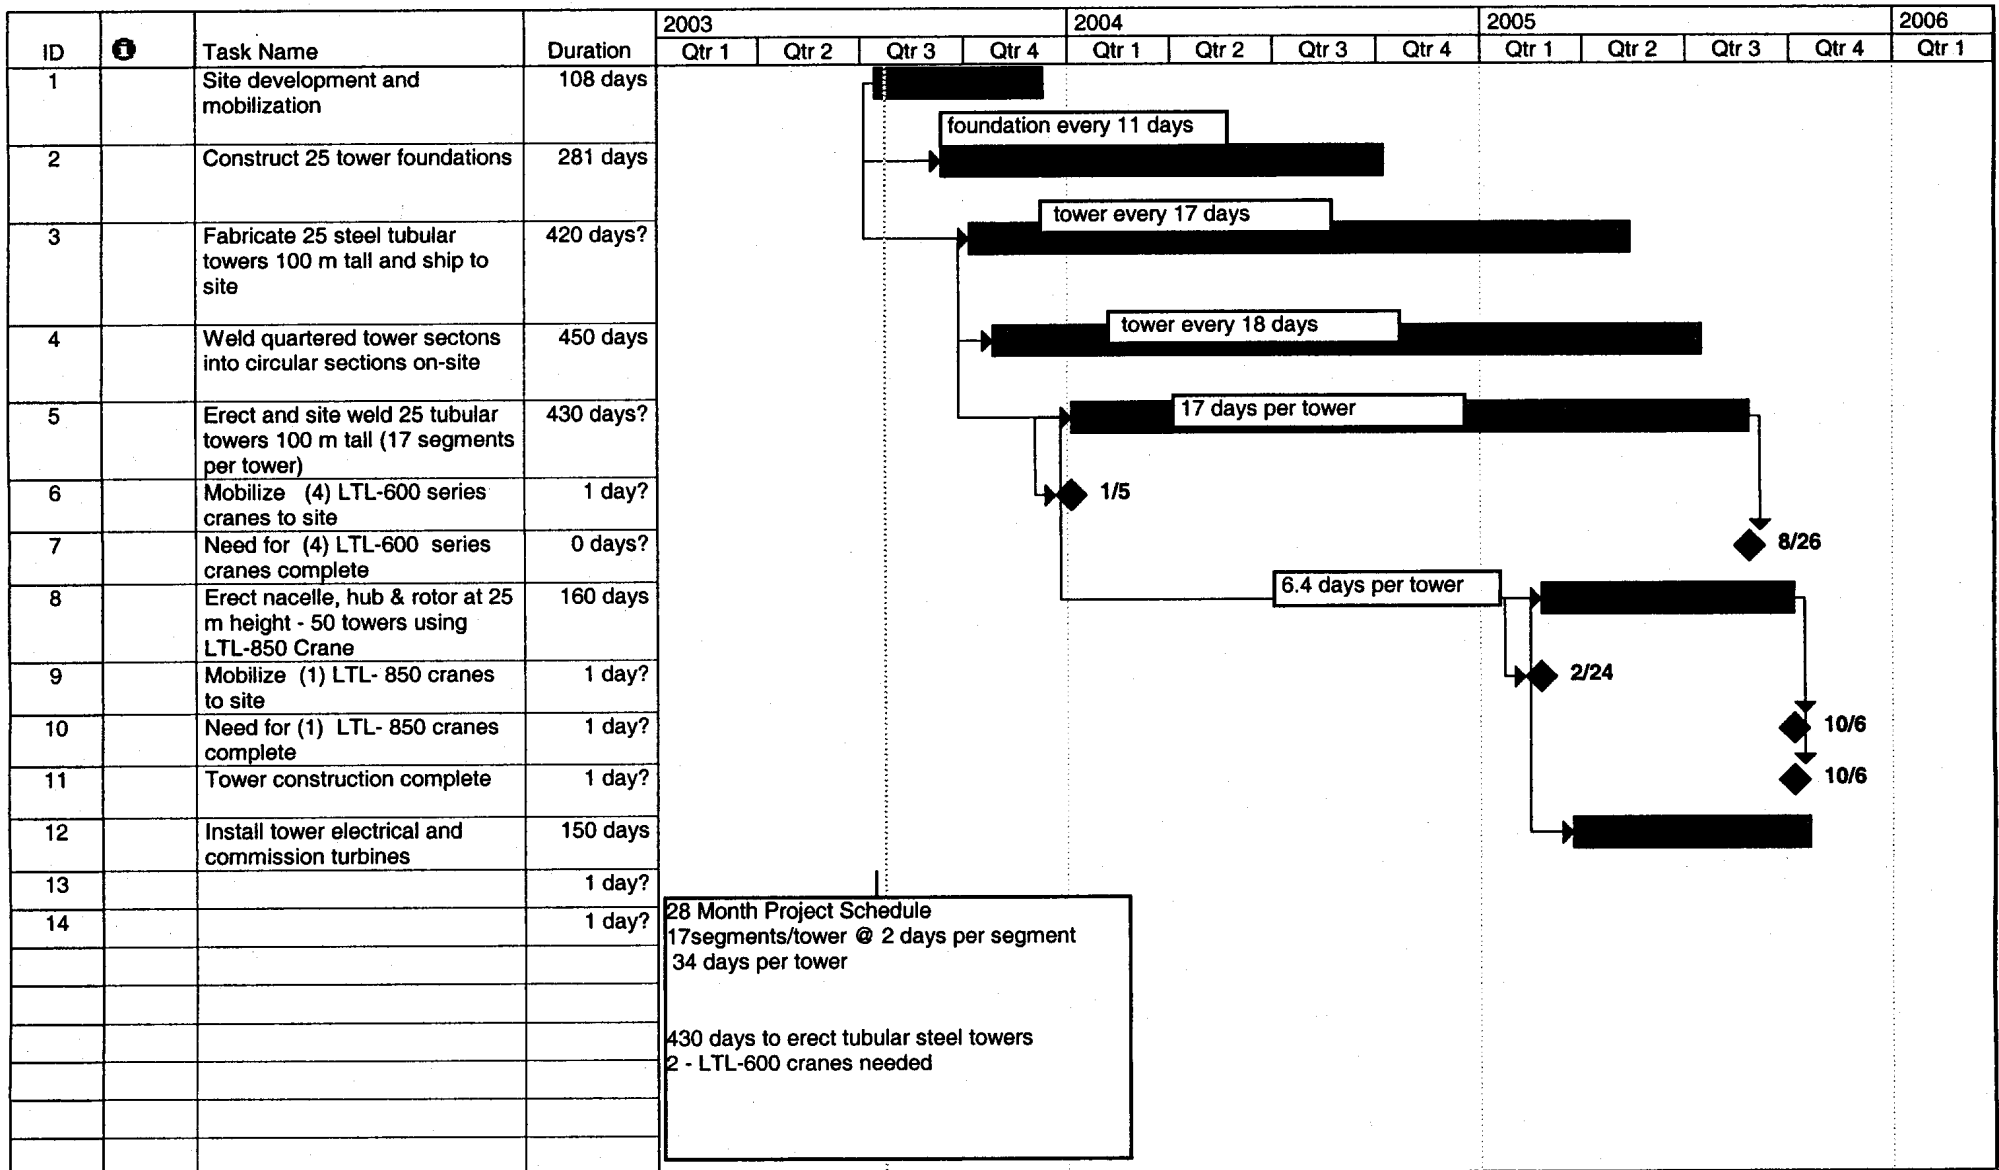 2003 2004 2005 2006
ID Task Name Duration Qtr 1 Qtr 2 Qtr 3 Qtr 4 Qtr 1 Qtr 2 Qtr 3 Qtr 4 Qtr 1 Qtr 2 Qtr 3 Qtr 4 Qtr 1
1 Site development and 108 days
mobilization
foundation every 11 days
2 Construct 25 tower foundations 281 days
tower every 17 days
3 Fabricate 25 steel tubular 420 days?
towers 100 m tall and ship to
site
tower every 18 days
4 Weld quartered tower sectons 450 days
into circular sections on-site
17 days per tower
5 Erect and site weld 25 tubular 430 days?
towers 100 m tall (17 segments
per tower)
6 Mobilize (4) LTL-600 series 1 day? 1/5
cranes to site
7 Need for (4) LTL-600 series 0 days? 8/26
cranes complete
6.4 days per tower
8 Erect nacelle, hub & rotor at 25 160 days
m height - 50 towers using
LTL-850 Crane
9 Mobilize (1) LTL- 850 cranes 1 day? 2/24
to site
10 Need for (1) LTL- 850 cranes 1 day? 10/6
complete
11 Tower construction complete 1 day? 10/6
12 Install tower electrical and 150 days
commission turbines
13 1 day?
14 1 day?
28 Month Project Schedule
17segments/tower @ 2 days per segment
34 days per tower
430 days to erect tubular steel towers
2 - LTL-600 cranes needed